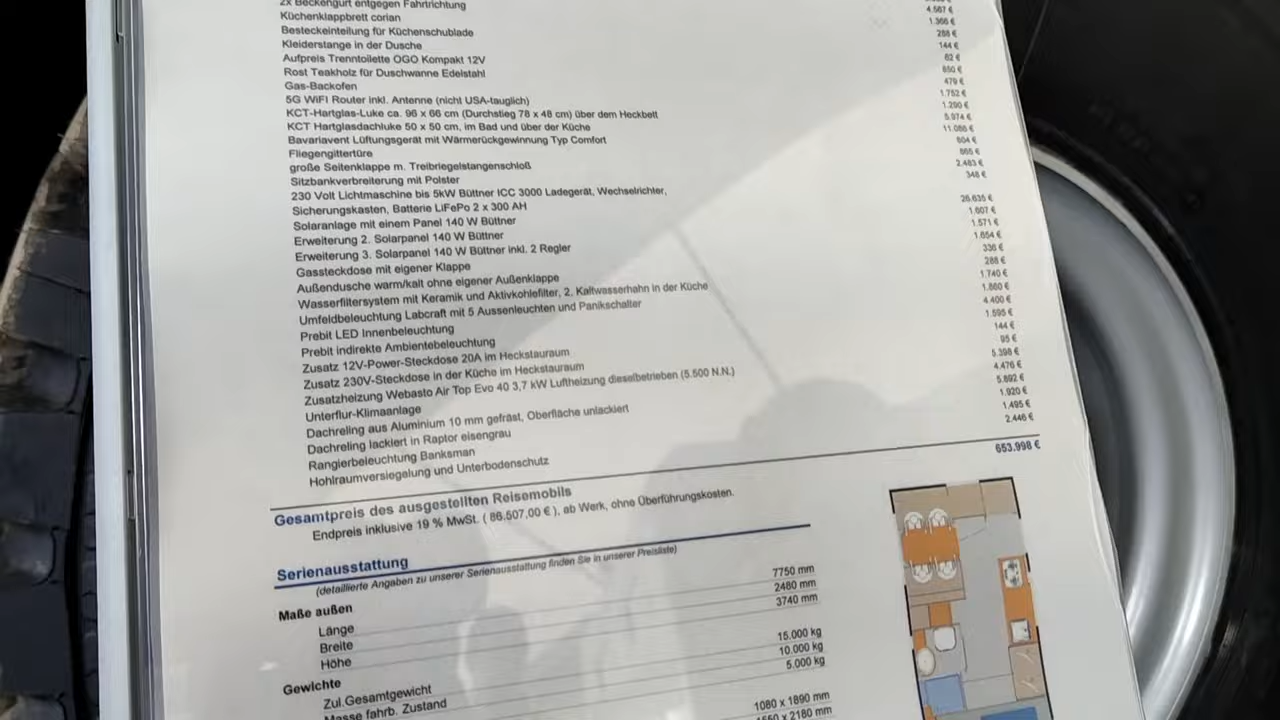 2x Beckengurt entgegen Fahrtrichtung
4.567 €
Küchenklappbrett corian
1.366 €
Besteckeinteilung für Küchenschublade
288 €
Kleiderstange in der Dusche
144 €
Aufpreis Trenntoilette OGO Kompakt 12V
82 €
Rost Teakholz für Duschwanne Edelstahl
650 €
Gas-Backofen
479 €
5G WiFI Router inkl. Antenne (nicht USA-tauglich)
1.752 €
KCT-Hartglas-Luke ca. 96 x 66 cm (Durchstieg 78 x 48 cm) über dem Heckbett
1.290 €
KCT Hartglasdachluke 50 x 50 cm, im Bad und über der Küche
5.974 €
Bavariavent Lüftungsgerät mit Wärmerückgewinnung Typ Comfort
11.066 €
Fliegengittertüre
604 €
große Seitenklappe m. Treibriegelstangenschloß
665 €
Sitzbankverbreiterung mit Polster
2.483 €
348 €
230 Volt Lichtmaschine bis 5kW Büttner ICC 3000 Ladegerät, Wechselrichter,
Sicherungskasten, Batterie LiFePo 2 x 300 AH
26.635 €
Solaranlage mit einem Panel 140 W Büttner
1.607 €
Erweiterung 2. Solarpanel 140 W Büttner
1.571 €
Erweiterung 3. Solarpanel 140 W Büttner inkl. 2 Regler
1.654 €
Gassteckdose mit eigener Klappe
336 €
Außendusche warm/kalt ohne eigener Außenklappe
288 €
Wasserfiltersystem mit Keramik und Aktivkohlefilter, 2. Kaltwasserhahn in der Küche
1.740 €
Umfeldbeleuchtung Labcraft mit 5 Aussenleuchten und Panikschalter
1.860 €
Prebit LED Innenbeleuchtung
4.400 €
Prebit indirekte Ambientebeleuchtung
1.595 €
Zusatz 12V-Power-Steckdose 20A im Heckstauraum
144 €
Zusatz 230V-Steckdose in der Küche im Heckstauraum
95 €
Zusatzheizung Webasto Air Top Evo 40 3,7 kW Luftheizung dieselbetrieben (5.500 N.N.)
5.398 €
Unterflur-Klimaanlage
4.476 €
Dachreling aus Aluminium 10 mm gefräst, Oberfläche unlackiert
5.892 €
Dachreling lackiert in Raptor eisengrau
1.920 €
Rangierbeleuchtung Banksman
1.495 €
Hohlraumversiegelung und Unterbodenschutz
2.446 €
Gesamtpreis des ausgestellten Reisemobils
653.998 €
Endpreis inklusive 19 % MwSt. ( 86.507,00 € ), ab Werk, ohne Überführungskosten.
Serienausstattung
(detaillierte Angaben zu unserer Serienausstattung finden Sie in unserer Preisliste)
Maße außen
Länge 7750 mm
Breite 2480 mm
Höhe 3740 mm
Gewichte
Zul.Gesamtgewicht 15.000 kg
Masse fahrb. Zustand 10.000 kg
5.000 kg
1080 x 1890 mm
x 2180 mm